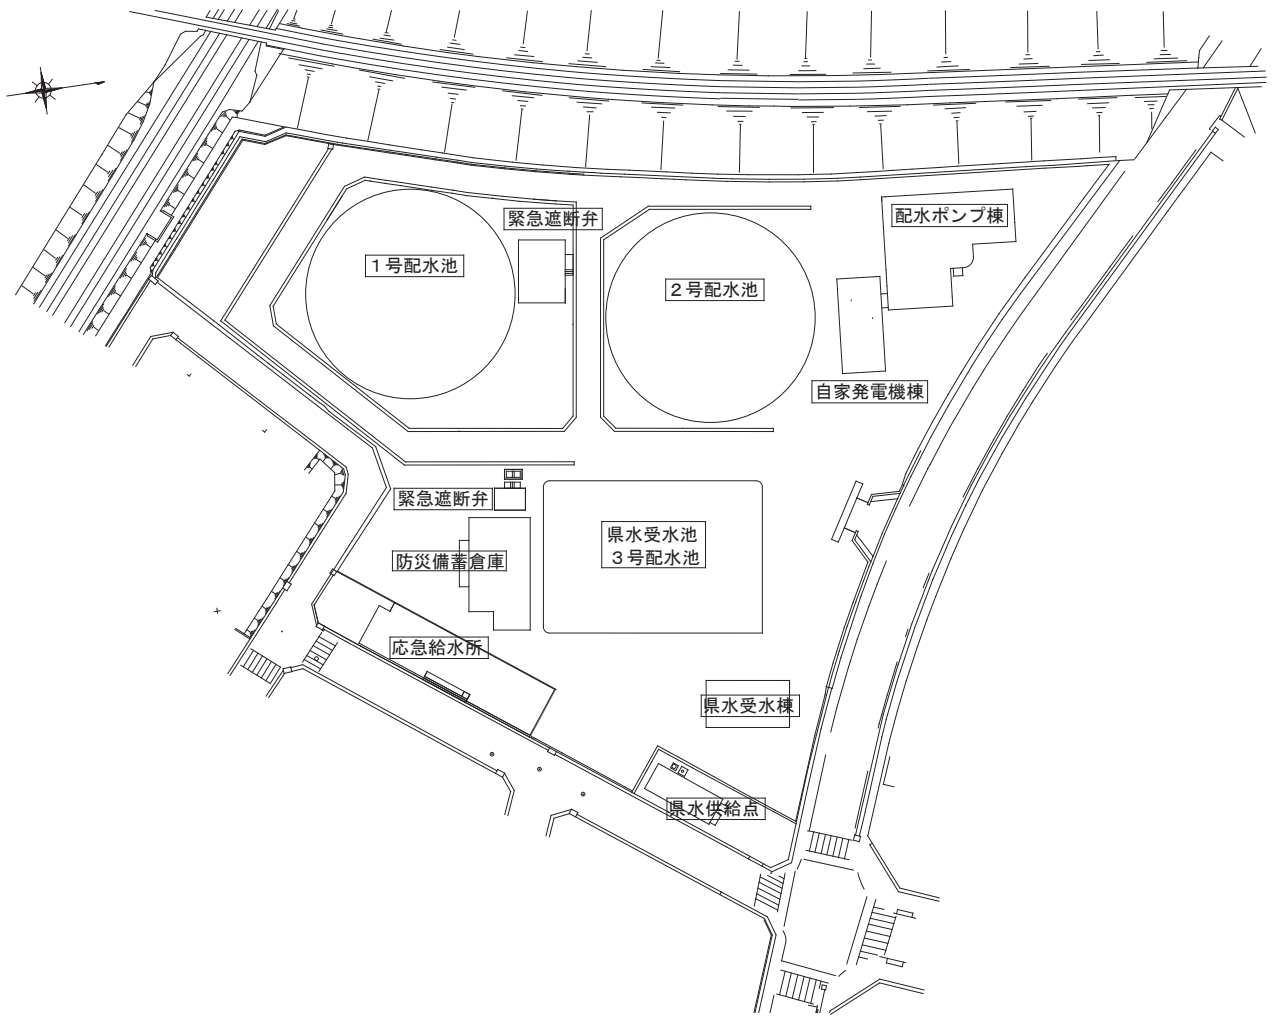 配水ポンプ棟
緊急遮断弁
１号配水池
２号配水池
自家発電機棟
緊急遮断弁
県水受水池
３号配水池
防災備蓄倉庫
応急給水所
県水受水棟
県水供給点